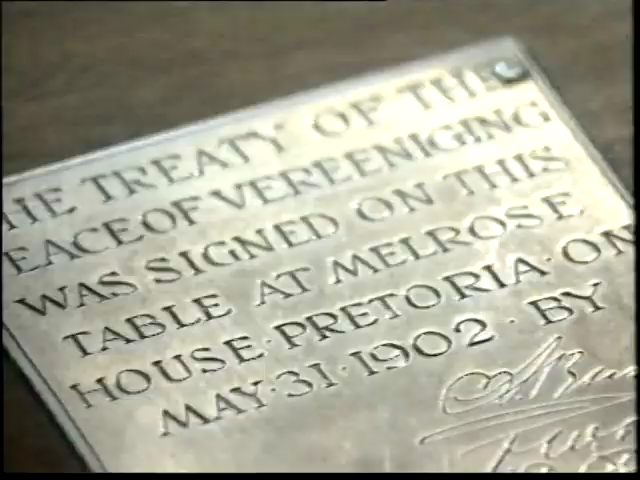 HE TREATY OF THE
EACE OF VEREENIGING
WAS SIGNED ON THIS
TABLE AT MELROSE
HOUSE·PRETORIA·ON
MAY·31·1902·BY